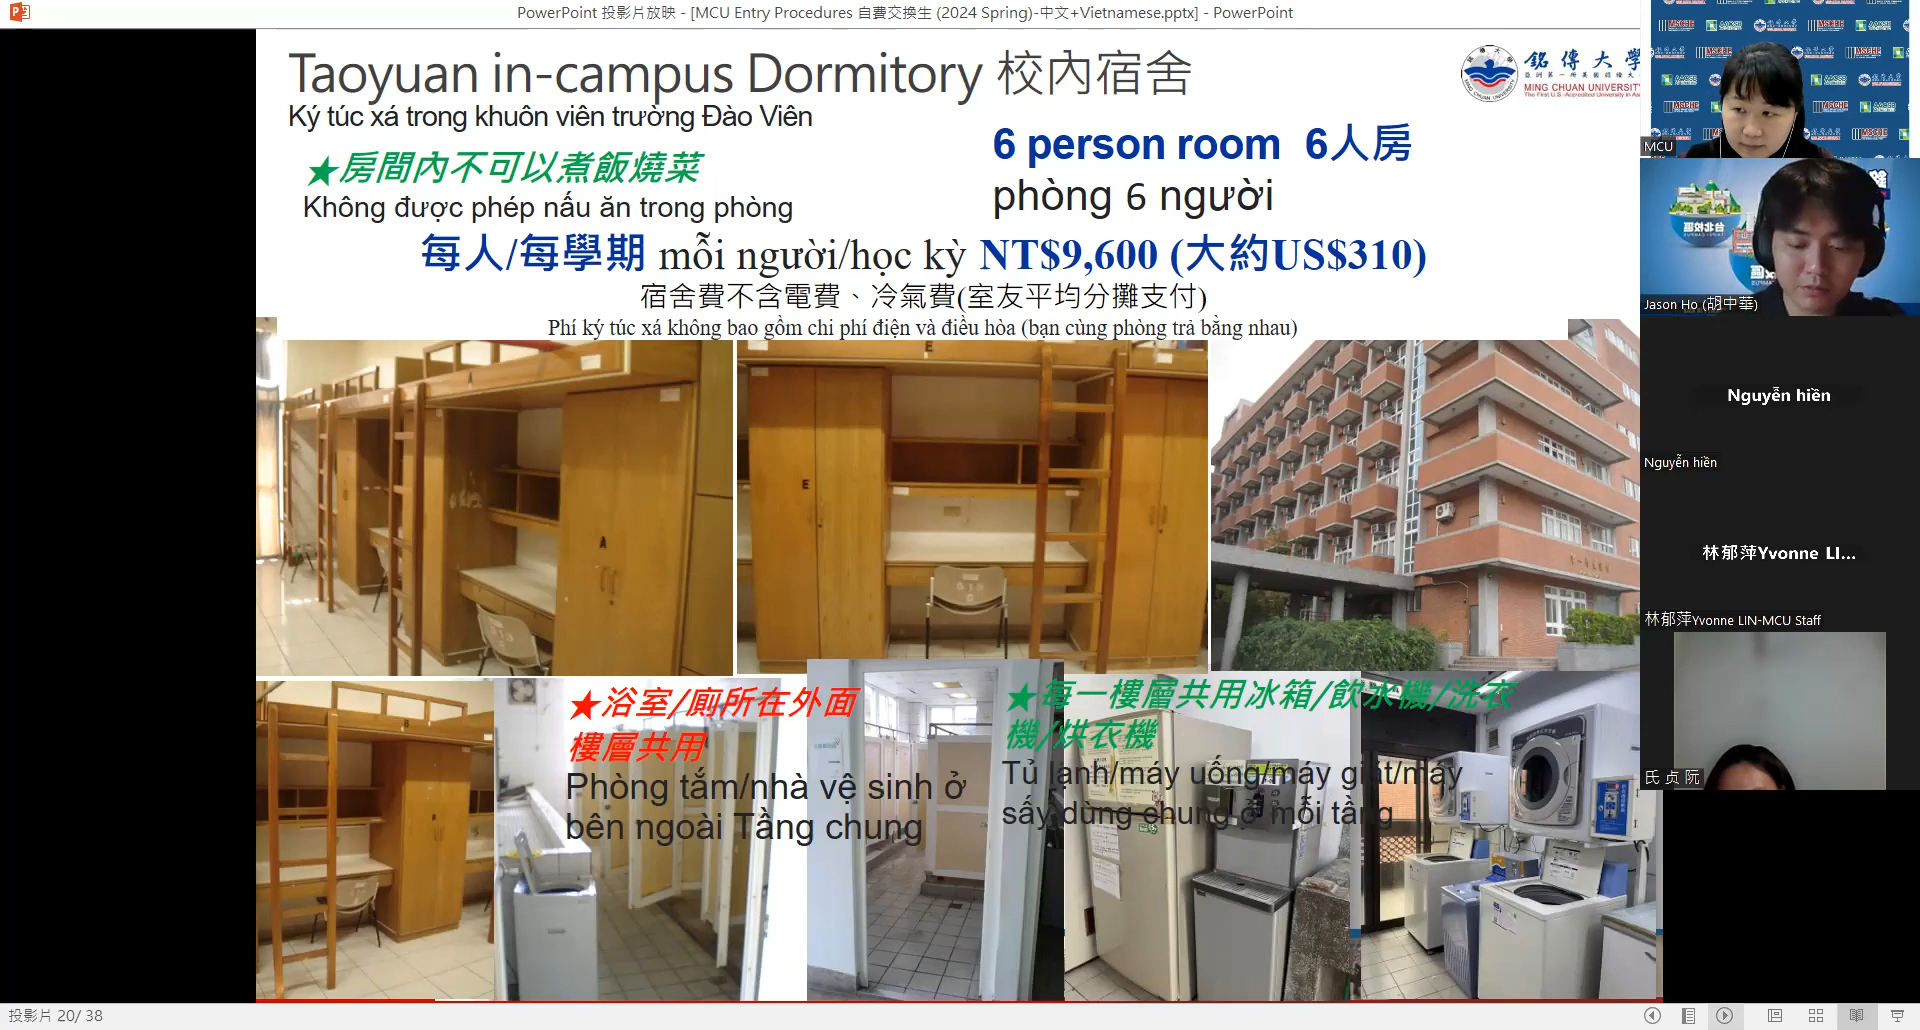 PowerPoint 投影片放映 - [MCU Entry Procedures 自費交換生 (2024 Spring)-中文+Vietnamese.pptx] - PowerPoint
Taoyuan in-campus Dormitory 校內宿舍
Ký túc xá trong khuôn viên trường Đào Viên
銘傳大學
MING CHUAN UNIVERSITY
★房間內不可以煮飯燒菜
Không được phép nấu ăn trong phòng
6 person room 6人房
phòng 6 người
每人/每學期 mỗi người/học kỳ NT$9,600 (大約US$310)
宿舍費不含電費、冷氣費(室友平均分攤支付)
Phí ký túc xá không bao gồm chi phí điện và điều hòa (bạn cùng phòng trả bằng nhau)
E
A
E
★浴室/廁所在外面
樓層共用
Phòng tắm/nhà vệ sinh ở
bên ngoài Tầng chung
★每一樓層共用冰箱/飲水機/洗衣
機/烘衣機
Tủ lạnh/máy uống/máy giặt/máy
sấy dùng chung ở mỗi tầng
MCU
Jason Ho (胡中華)
Nguyễn hiền
Nguyễn hiền
林郁萍Yvonne LI...
林郁萍Yvonne LIN-MCU Staff
氏 贞 阮
投影片 20/ 38